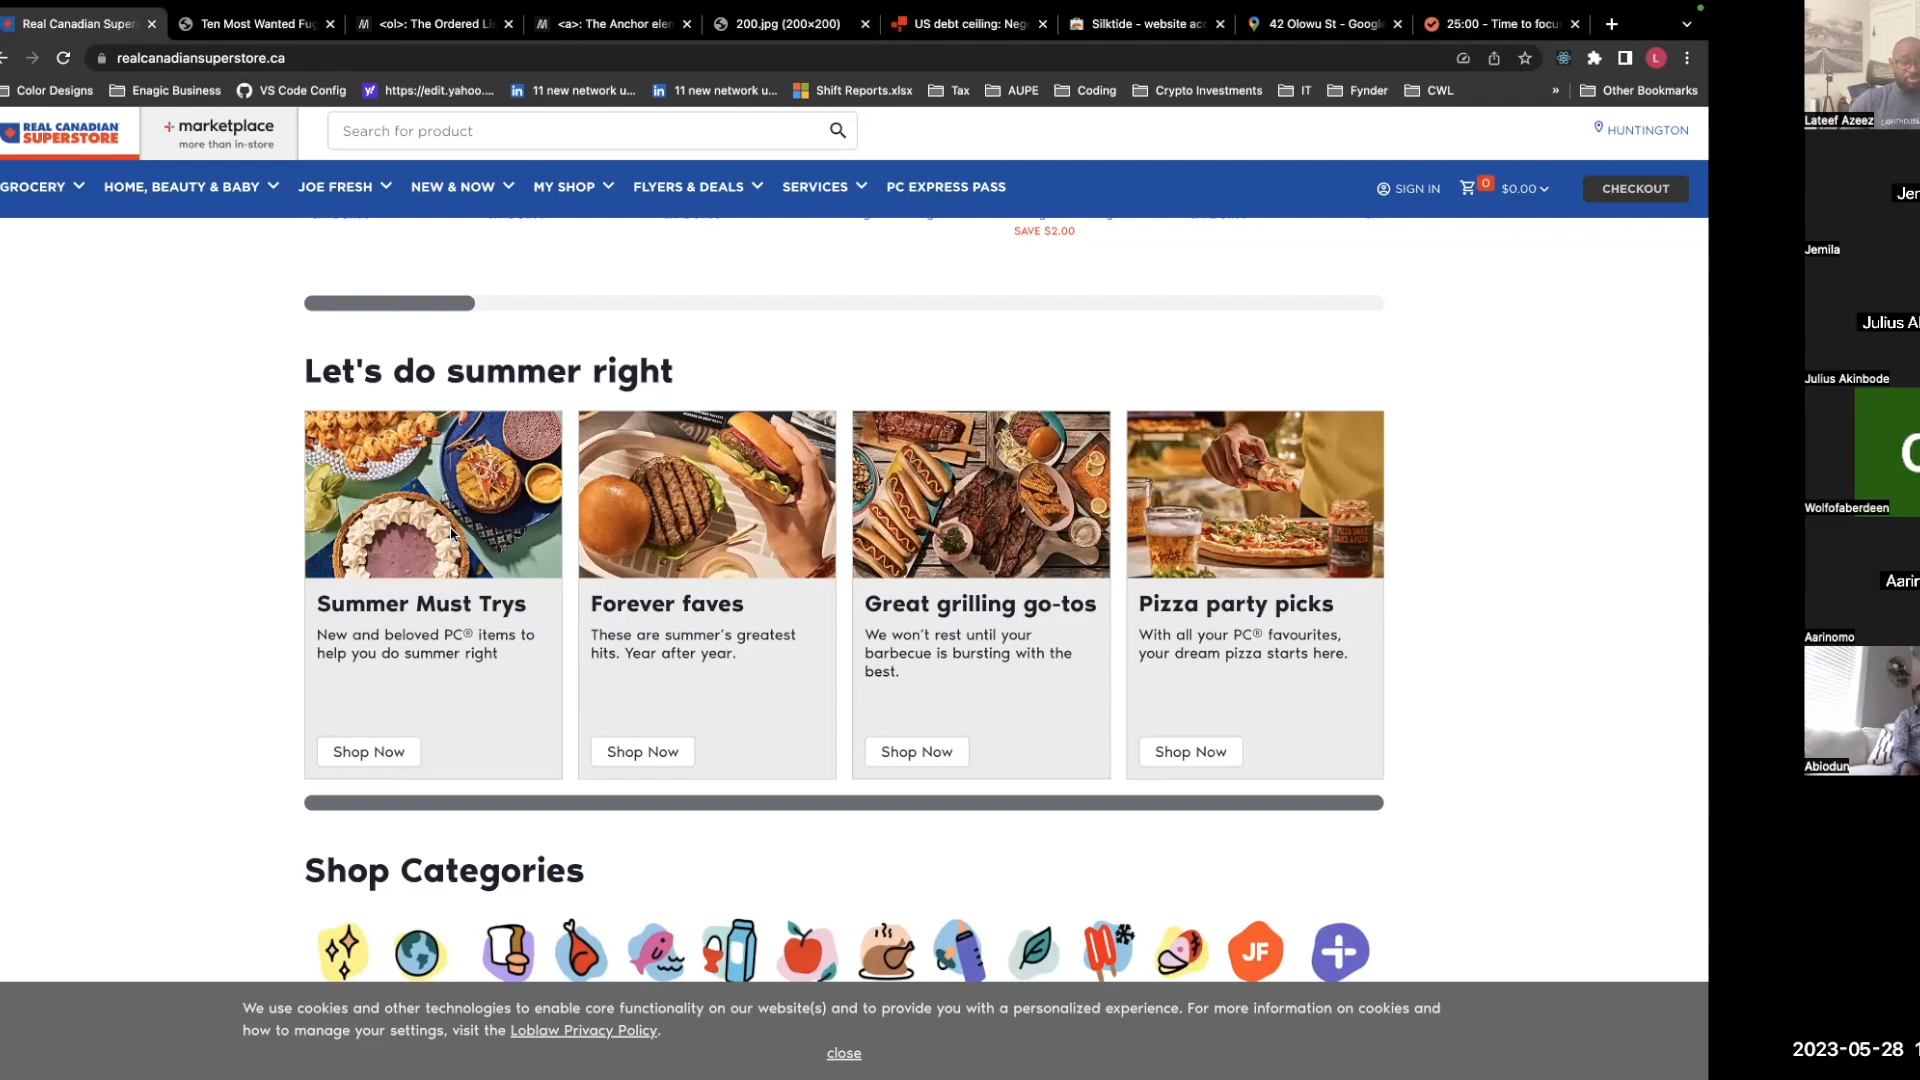 Real Canadian Super
Ten Most Wanted Fug
<ol>: The Ordered Lis
<a>: The Anchor elem
200.jpg (200×200)
US debt ceiling: Neg
Silktide - website acc
42 Olowu St - Google
25:00 - Time to focus
realcanadiansuperstore.ca
L
Color Designs
Enagic Business
VS Code Config
https://edit.yahoo....
11 new network u...
11 new network u...
Shift Reports.xlsx
Tax
AUPE
Coding
Crypto Investments
IT
Fynder
CWL
»
Other Bookmarks
REAL CANADIAN
SUPERSTORE
+ marketplace
more than in-store
Search for product
HUNTINGTON
GROCERY
HOME, BEAUTY & BABY
JOE FRESH
NEW & NOW
MY SHOP
FLYERS & DEALS
SERVICES
PC EXPRESS PASS
SIGN IN
0
$0.00
CHECKOUT
SAVE $2.00
Let's do summer right
Summer Must Trys
New and beloved PC® items to
help you do summer right
Shop Now
Forever faves
These are summer's greatest
hits. Year after year.
Shop Now
Great grilling go-tos
We won't rest until your
barbecue is bursting with the
best.
Shop Now
Pizza party picks
With all your PC® favourites,
your dream pizza starts here.
Shop Now
Shop Categories
JF
We use cookies and other technologies to enable core functionality on our website(s) and to provide you with a personalized experience. For more information on cookies and
how to manage your settings, visit the Loblaw Privacy Policy.
close
Lateef Azeez
Jer
Jemila
Julius Al
Julius Akinbode
Wolfofaberdeen
Aarin
Aarinomo
Abiodun
2023-05-28 1